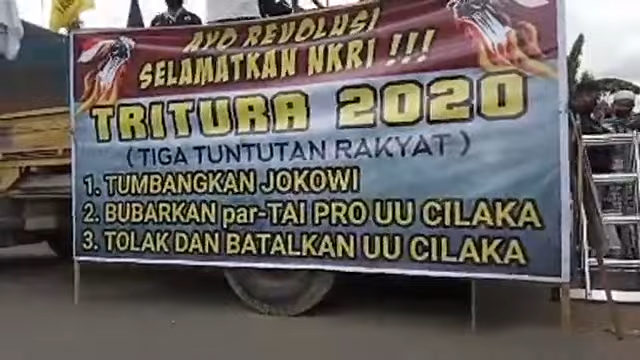 AYO REVOLUSI
SELAMATKAN NKRI !!!
TRITURA 2020
(TIGA TUNTUTAN RAKYAT)
1. TUMBANGKAN JOKOWI
2. BUBARKAN par-TAI PRO UU CILAKA
3. TOLAK DAN BATALKAN UU CILAKA